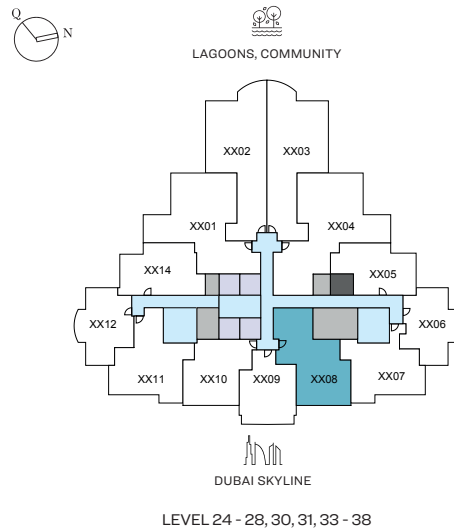 Q
N
LAGOONS, COMMUNITY
XX02
XX03
XX01
XX04
XX14
XX05
XX12
XX06
XX11
XX10
XX09
XX08
XX07
DUBAI SKYLINE
LEVEL 24 - 28, 30, 31, 33 - 38